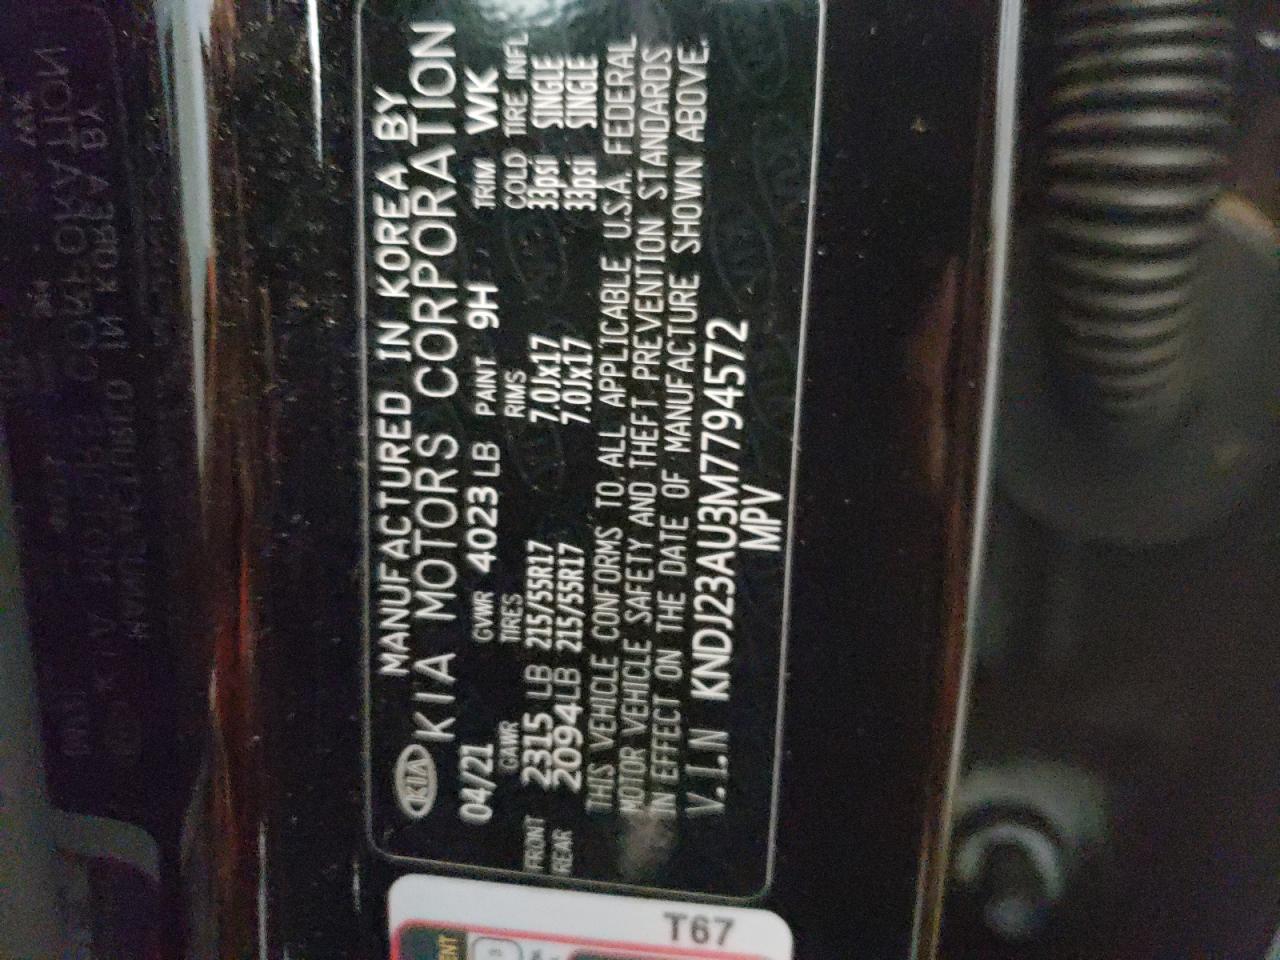 MANUFACTURED IN KOREA BY
KIA KIA MOTORS CORPORATION
04/21 GVWR 4023 LB PAINT 9H TRIM WK
GAWR TIRES RIMS COLD TIRE INFL.
FRONT 2315 LB 215/55R17 7.0Jx17 33psi SINGLE
REAR 2094 LB 215/55R17 7.0Jx17 33psi SINGLE
THIS VEHICLE CONFORMS TO ALL APPLICABLE U.S.A. FEDERAL
MOTOR VEHICLE SAFETY AND THEFT PREVENTION STANDARDS
IN EFFECT ON THE DATE OF MANUFACTURE SHOWN ABOVE.
V.I.N KNDJ23AU3M7794572
MPV
T67